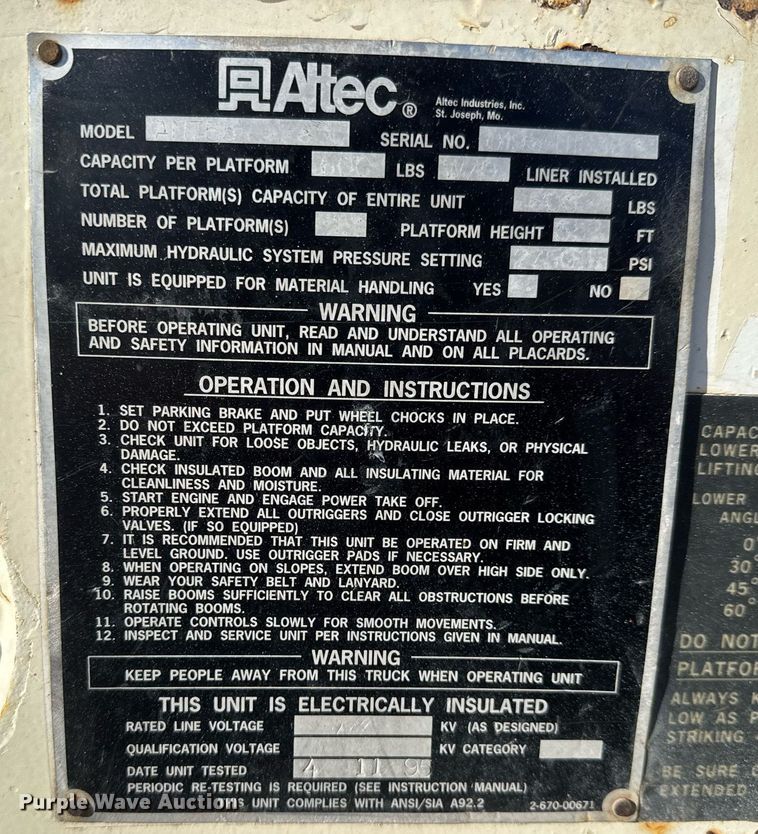 Altec®
Altec Industries, Inc.
St. Joseph, Mo.
MODEL SERIAL NO.
CAPACITY PER PLATFORM LBS LINER INSTALLED
TOTAL PLATFORM(S) CAPACITY OF ENTIRE UNIT LBS
NUMBER OF PLATFORM(S) PLATFORM HEIGHT FT
MAXIMUM HYDRAULIC SYSTEM PRESSURE SETTING PSI
UNIT IS EQUIPPED FOR MATERIAL HANDLING YES NO
WARNING
BEFORE OPERATING UNIT, READ AND UNDERSTAND ALL OPERATING
AND SAFETY INFORMATION IN MANUAL AND ON ALL PLACARDS.
OPERATION AND INSTRUCTIONS
1. SET PARKING BRAKE AND PUT WHEEL CHOCKS IN PLACE.
2. DO NOT EXCEED PLATFORM CAPACITY.
3. CHECK UNIT FOR LOOSE OBJECTS, HYDRAULIC LEAKS, OR PHYSICAL
DAMAGE.
4. CHECK INSULATED BOOM AND ALL INSULATING MATERIAL FOR
CLEANLINESS AND MOISTURE.
5. START ENGINE AND ENGAGE POWER TAKE OFF.
6. PROPERLY EXTEND ALL OUTRIGGERS AND CLOSE OUTRIGGER LOCKING
VALVES. (IF SO EQUIPPED)
7. IT IS RECOMMENDED THAT THIS UNIT BE OPERATED ON FIRM AND
LEVEL GROUND. USE OUTRIGGER PADS IF NECESSARY.
8. WHEN OPERATING ON SLOPES, EXTEND BOOM OVER HIGH SIDE ONLY.
9. WEAR YOUR SAFETY BELT AND LANYARD.
10. RAISE BOOMS SUFFICIENTLY TO CLEAR ALL OBSTRUCTIONS BEFORE
ROTATING BOOMS.
11. OPERATE CONTROLS SLOWLY FOR SMOOTH MOVEMENTS.
12. INSPECT AND SERVICE UNIT PER INSTRUCTIONS GIVEN IN MANUAL.
WARNING
KEEP PEOPLE AWAY FROM THIS TRUCK WHEN OPERATING UNIT
THIS UNIT IS ELECTRICALLY INSULATED
RATED LINE VOLTAGE KV (AS DESIGNED)
QUALIFICATION VOLTAGE KV CATEGORY
DATE UNIT TESTED 4 11 95
PERIODIC RE-TESTING IS REQUIRED (SEE INSTRUCTION MANUAL)
UNIT COMPLIES WITH ANSI/SIA A92.2 2-670-00671
CAPAC
LOWER
LIFTING
LOWER
ANGL
0°
30°
45°
60°
DO NOT
PLATFOR
ALWAYS K
LOW AS P
STRIKING
BE SURE
EXTENDED
Purple Wave Auction